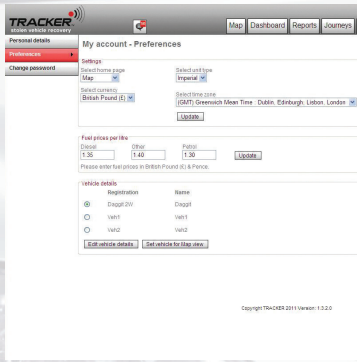 TRACKER
stolen vehicle recovery
Map Dashboard Reports Journeys
Personal details
Preferences
Change password
My account - Preferences
Settings
Select home page Select unit type
Map Imperial
Select currency Select time zone
British Pound (£) (GMT) Greenwich Mean Time : Dublin, Edinburgh, Lisbon, London
Update
Fuel prices per litre
Diesel Other Petrol
1.35 1.40 1.30 Update
Please enter fuel prices in British Pound (£) & Pence.
Vehicle details
Registration Name
Daggit 2W Daggit
Veh1 Veh1
Veh2 Veh2
Edit vehicle details Set vehicle for Map view
Copyright TRACKER 2011 Version: 1.3.2.0